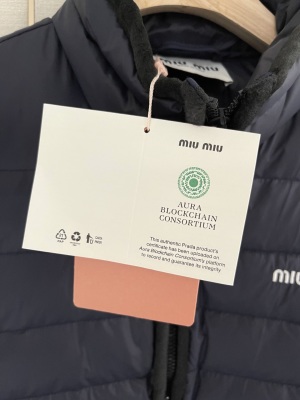 MIU MIU
miu miu
AURA
BLOCKCHAIN
CONSORTIUM
This authentic Prada product's
certificate has been uploaded on
Aura Blockchain Consortium's platform
to record and guarantee its integrity.
miu